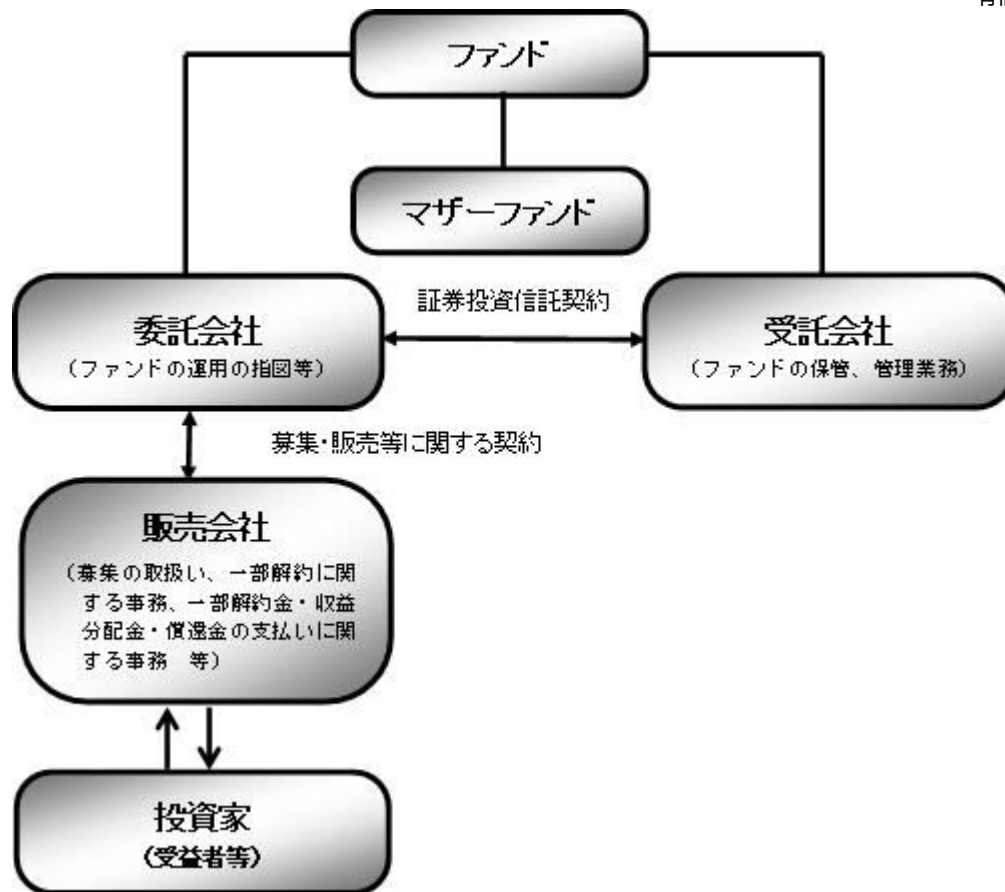 ファンド
マザーファンド
証券投資信託契約
委託会社
(ファンドの運用の指図等)
受託会社
(ファンドの保管、管理業務)
募集・販売等に関する契約
販売会社
(募集の取扱い、一部解約に関
する事務、一部解約金・収益
分配金・償還金の支払いに関
する事務　等)
投資家
(受益者等)